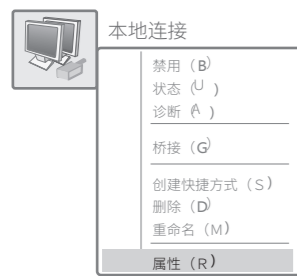 本地连接
禁用（B）
状态（U）
诊断（A）
桥接（G）
创建快捷方式（S）
删除（D）
重命名（M）
属性（R）